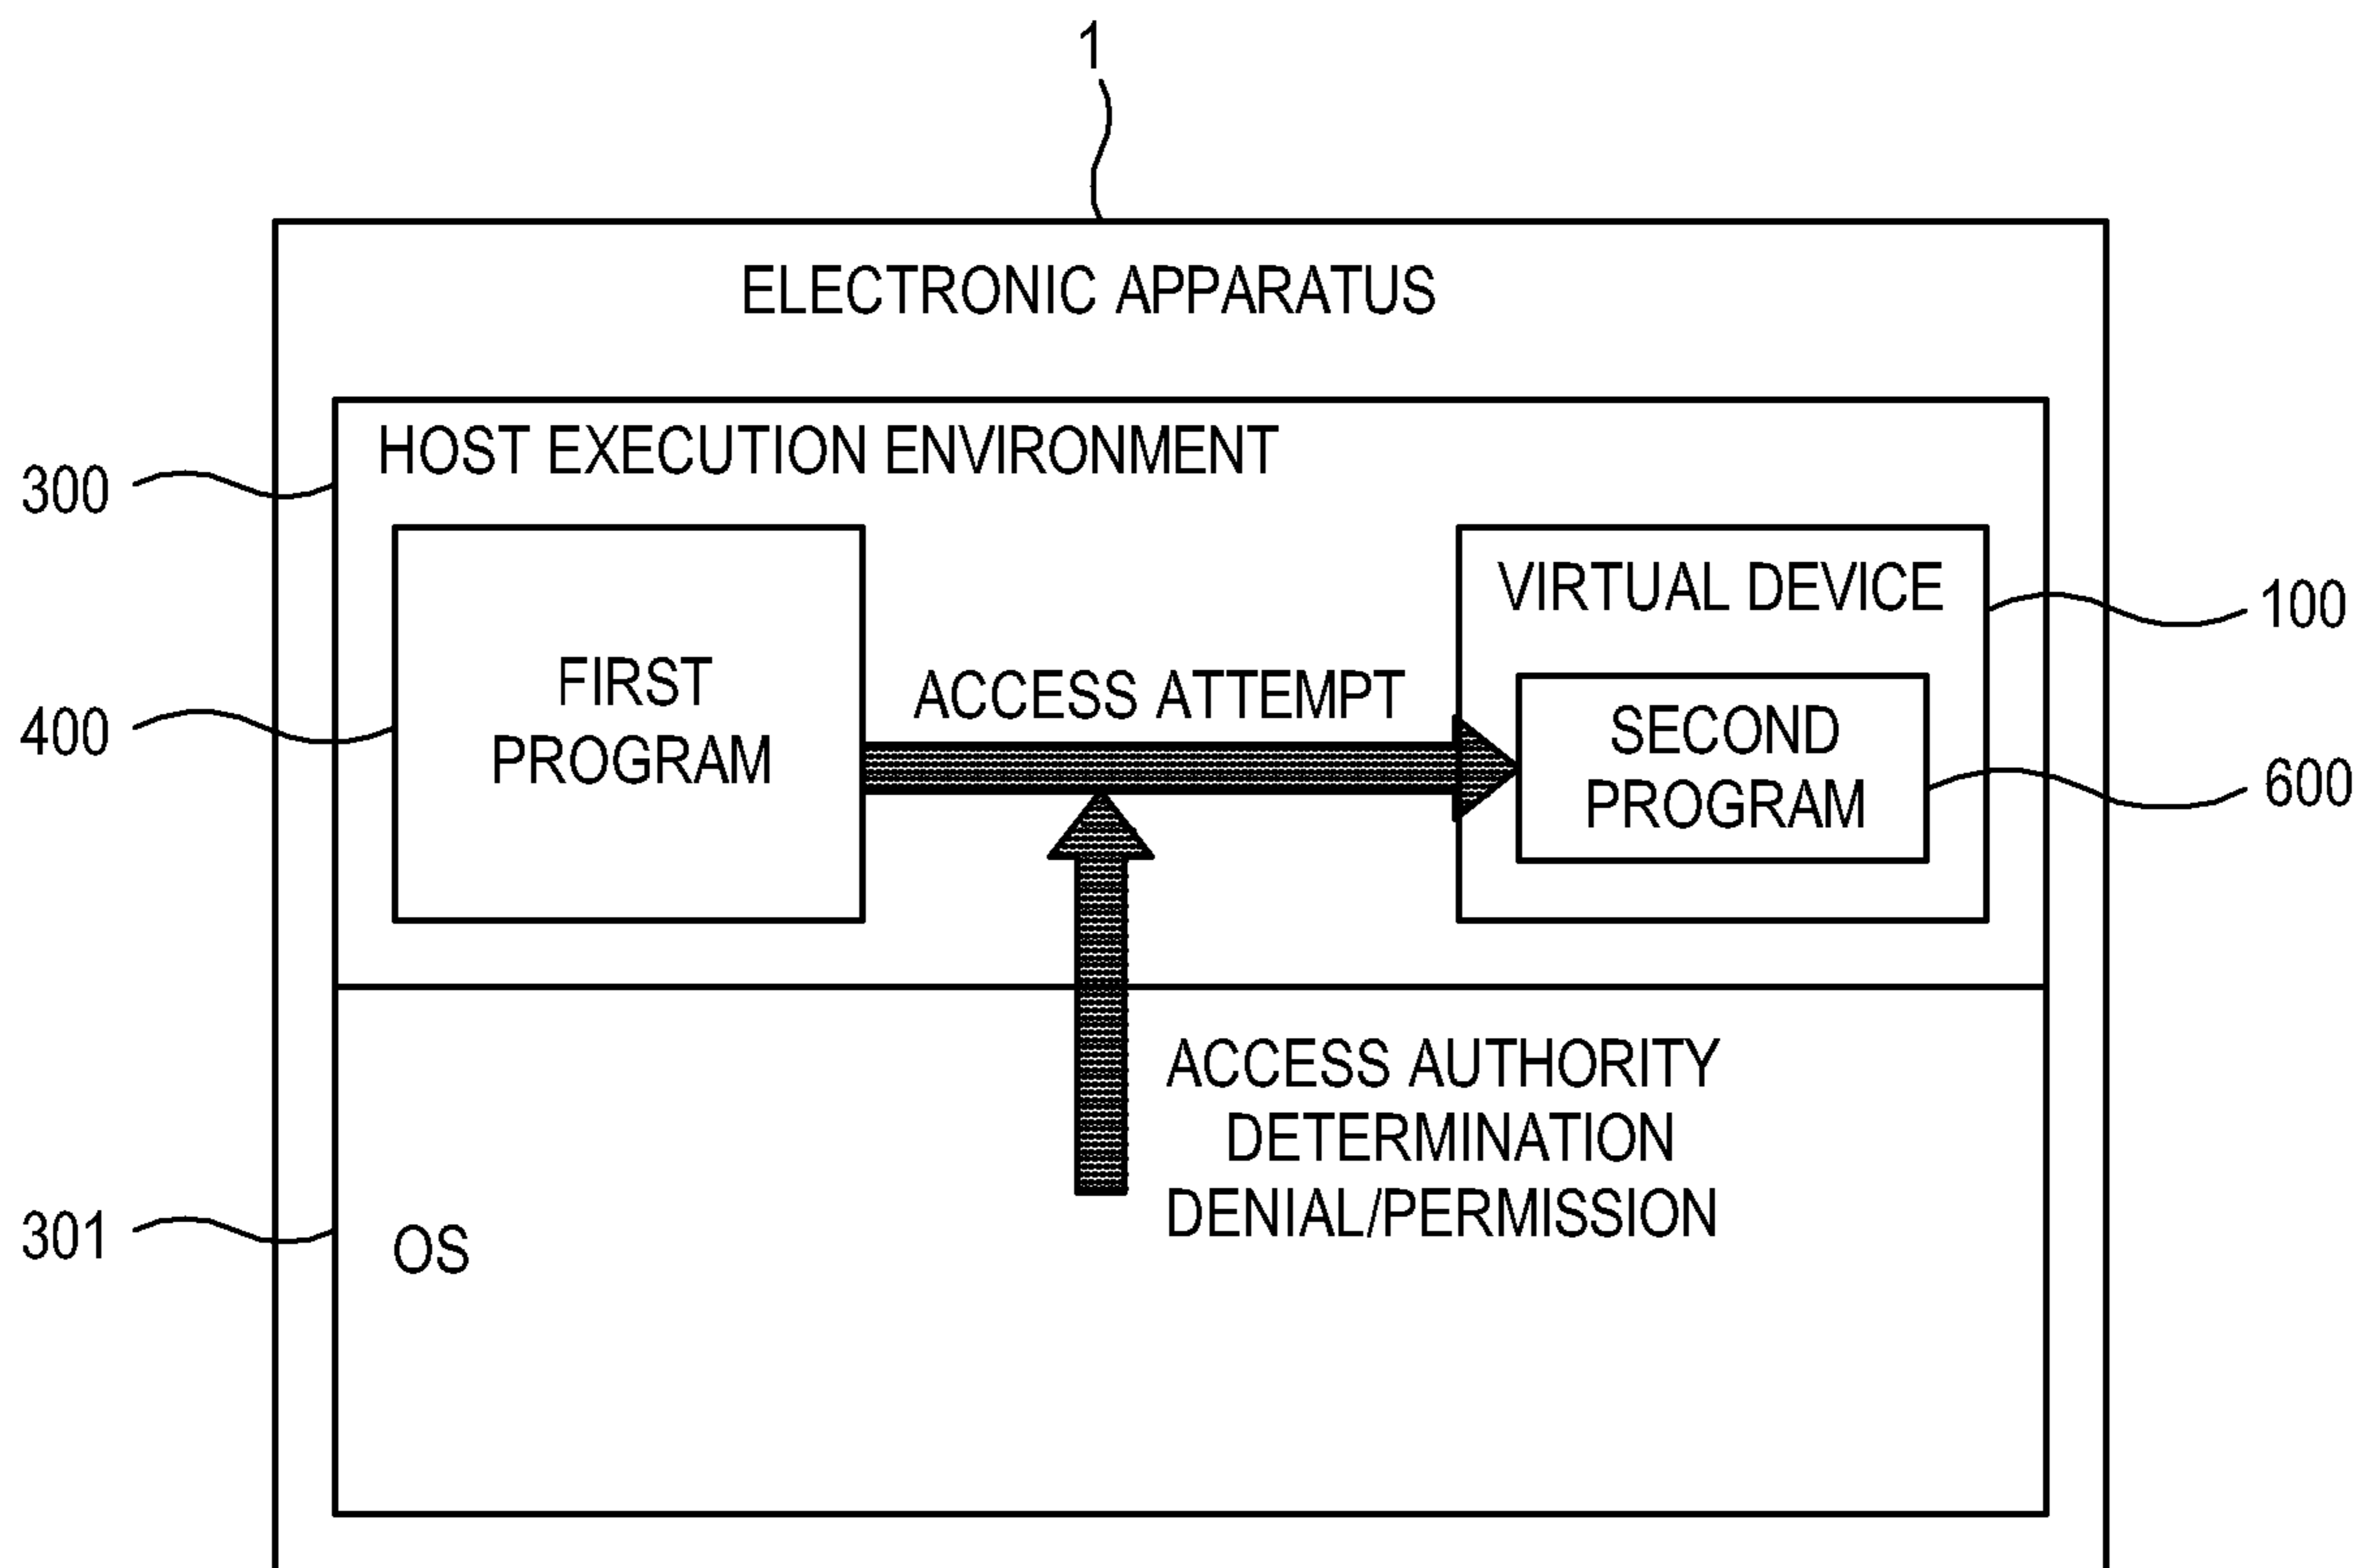 1
ELECTRONIC APPARATUS
HOST EXECUTION ENVIRONMENT
300
VIRTUAL DEVICE
100
FIRST
PROGRAM
400
ACCESS ATTEMPT
SECOND
PROGRAM
600
ACCESS AUTHORITY
DETERMINATION
DENIAL/PERMISSION
301
OS